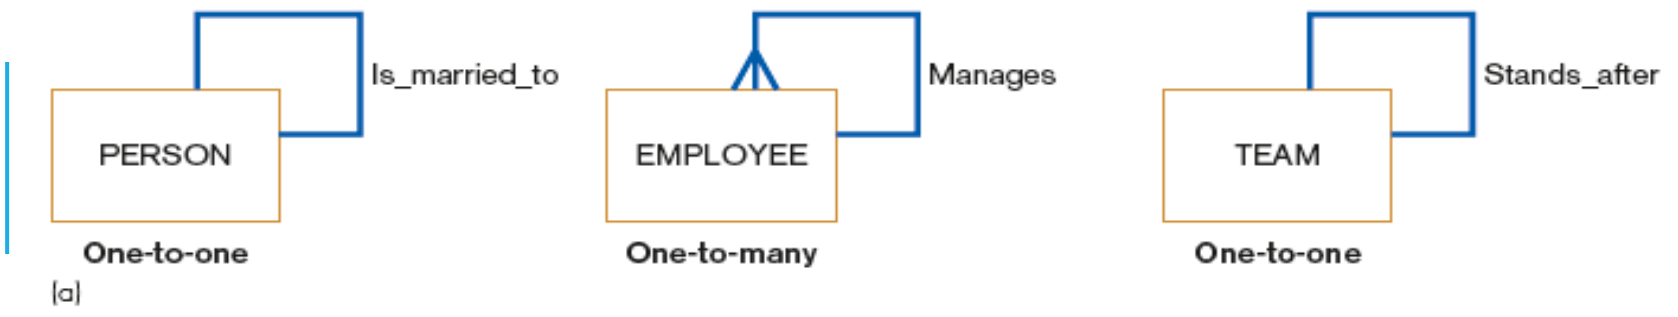 Is_married_to
Manages
Stands_after
PERSON
EMPLOYEE
TEAM
One-to-one
One-to-many
One-to-one
(a)